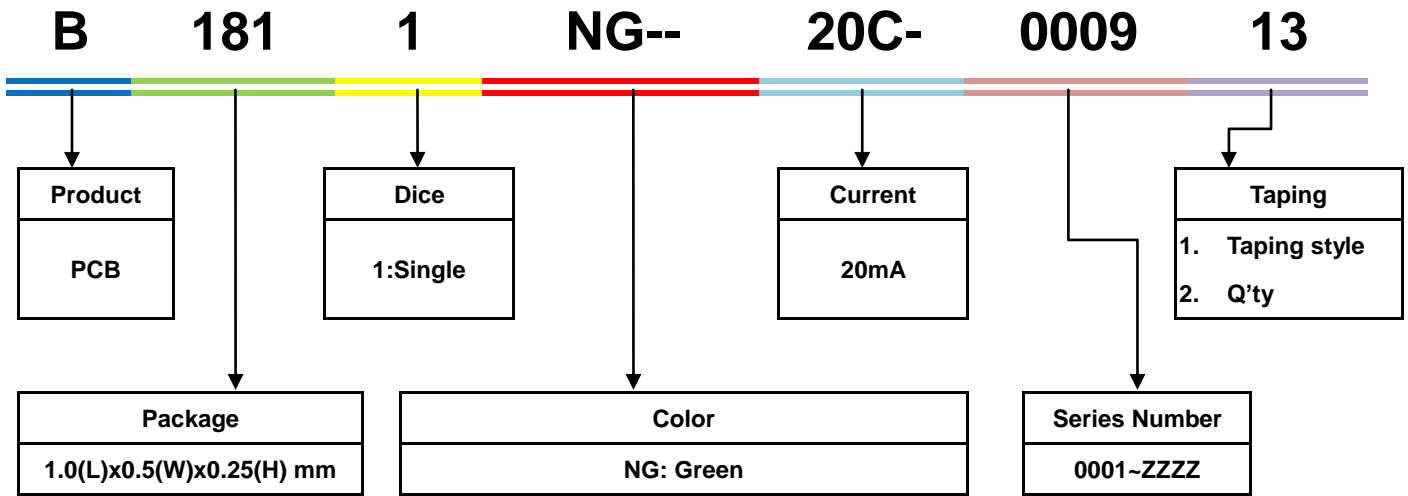 B 181 1 NG-- 20C- 0009 13
Product
PCB
Dice
1:Single
Current
20mA
Taping
1. Taping style
2. Q’ty
Package
1.0(L)x0.5(W)x0.25(H) mm
Color
NG: Green
Series Number
0001~ZZZZ